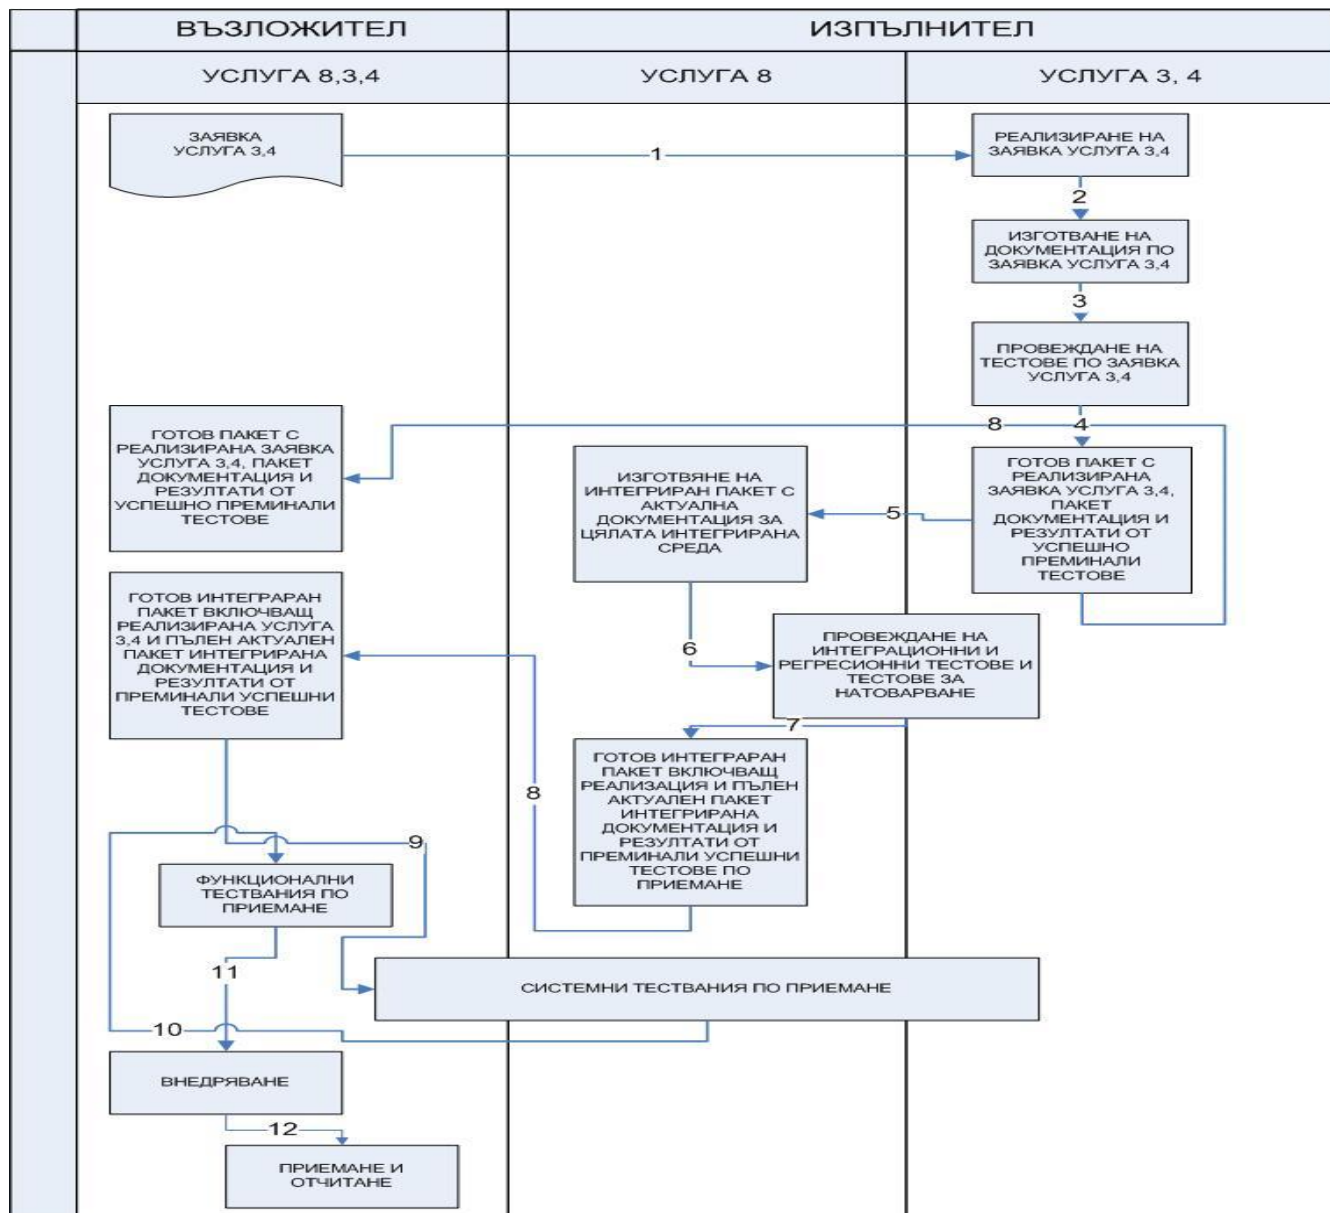 ВЪЗЛОЖИТЕЛ
ИЗПЪЛНИТЕЛ
УСЛУГА 8,3,4
УСЛУГА 8
УСЛУГА 3, 4
ЗАЯВКА
УСЛУГА 3,4
1
РЕАЛИЗИРАНЕ НА
ЗАЯВКА УСЛУГА 3,4
2
ИЗГОТВАНЕ НА
ДОКУМЕНТАЦИЯ ПО
ЗАЯВКА УСЛУГА 3,4
3
ПРОВЕЖДАНЕ НА
ТЕСТОВЕ ПО ЗАЯВКА
УСЛУГА 3,4
8
4
ГОТОВ ПАКЕТ С
РЕАЛИЗИРАНА ЗАЯВКА
УСЛУГА 3,4, ПАКЕТ
ДОКУМЕНТАЦИЯ И
РЕЗУЛТАТИ ОТ
УСПЕШНО ПРЕМИНАЛИ
ТЕСТОВЕ
ИЗГОТВЯНЕ НА
ИНТЕГРИРАН ПАКЕТ С
АКТУАЛНА
ДОКУМЕНТАЦИЯ ЗА
ЦЯЛАТА ИНТЕГРИРАНА
СРЕДА
5
ГОТОВ ПАКЕТ С
РЕАЛИЗИРАНА
ЗАЯВКА УСЛУГА 3,4,
ПАКЕТ
ДОКУМЕНТАЦИЯ И
РЕЗУЛТАТИ ОТ
УСПЕШНО
ПРЕМИНАЛИ
ТЕСТОВЕ
ГОТОВ ИНТЕГРАРАН
ПАКЕТ ВКЛЮЧВАЩ
РЕАЛИЗИРАНА УСЛУГА
3,4 И ПЪЛЕН АКТУАЛЕН
ПАКЕТ ИНТЕГРИРАНА
ДОКУМЕНТАЦИЯ И
РЕЗУЛТАТИ ОТ
ПРЕМИНАЛИ УСПЕШНИ
ТЕСТОВЕ
6
ПРОВЕЖДАНЕ НА
ИНТЕГРАЦИОННИ И
РЕГРЕСИОННИ ТЕСТОВЕ И
ТЕСТОВЕ ЗА
НАТОВАРВАНЕ
7
8
ГОТОВ ИНТЕГРАРАН
ПАКЕТ ВКЛЮЧВАЩ
РЕАЛИЗАЦИЯ И ПЪЛЕН
АКТУАЛЕН ПАКЕТ
ИНТЕГРИРАНА
ДОКУМЕНТАЦИЯ И
РЕЗУЛТАТИ ОТ
ПРЕМИНАЛИ УСПЕШНИ
ТЕСТОВЕ ПО
ПРИЕМАНЕ
9
ФУНКЦИОНАЛНИ
ТЕСТВАНИЯ ПО
ПРИЕМАНЕ
11
СИСТЕМНИ ТЕСТВАНИЯ ПО ПРИЕМАНЕ
10
ВНЕДРЯВАНЕ
12
ПРИЕМАНЕ И
ОТЧИТАНЕ